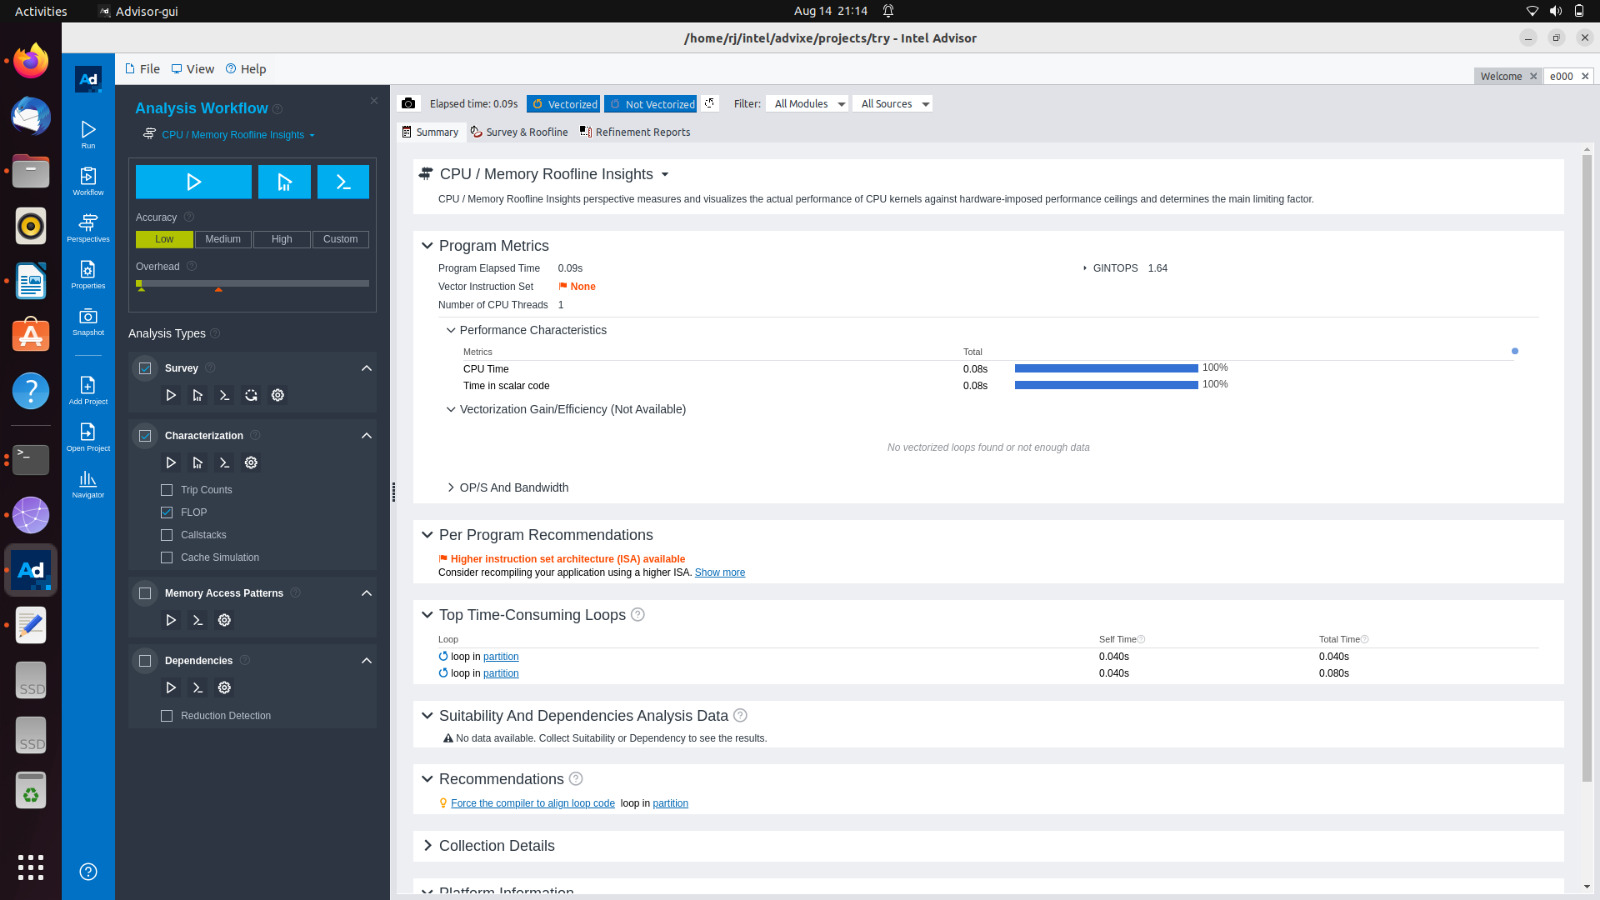 Activities
Advisor-gui
Aug 14 21:14
/home/rj/intel/advixe/projects/try - Intel Advisor
File View Help
Welcome
e000
Ad
Run
Workflow
Perspectives
Properties
Snapshot
Add Project
Open Project
Navigator
Analysis Workflow
CPU / Memory Roofline Insights
Accuracy
Low Medium High Custom
Overhead
Analysis Types
Survey
Characterization
Trip Counts
FLOP
Callstacks
Cache Simulation
Memory Access Patterns
Dependencies
Reduction Detection
Elapsed time: 0.09s Vectorized Not Vectorized Filter: All Modules All Sources
Summary Survey & Roofline Refinement Reports
CPU / Memory Roofline Insights
CPU / Memory Roofline Insights perspective measures and visualizes the actual performance of CPU kernels against hardware-imposed performance ceilings and determines the main limiting factor.
Program Metrics
Program Elapsed Time 0.09s GINTOPS 1.64
Vector Instruction Set None
Number of CPU Threads 1
Performance Characteristics
Metrics Total
CPU Time 0.08s 100%
Time in scalar code 0.08s 100%
Vectorization Gain/Efficiency (Not Available)
No vectorized loops found or not enough data
OP/S And Bandwidth
Per Program Recommendations
Higher instruction set architecture (ISA) available
Consider recompiling your application using a higher ISA. Show more
Top Time-Consuming Loops
Loop Self Time Total Time
loop in partition 0.040s 0.040s
loop in partition 0.040s 0.080s
Suitability And Dependencies Analysis Data
No data available. Collect Suitability or Dependency to see the results.
Recommendations
Force the compiler to align loop code loop in partition
Collection Details
Platform Information
Ad
SSD
SSD